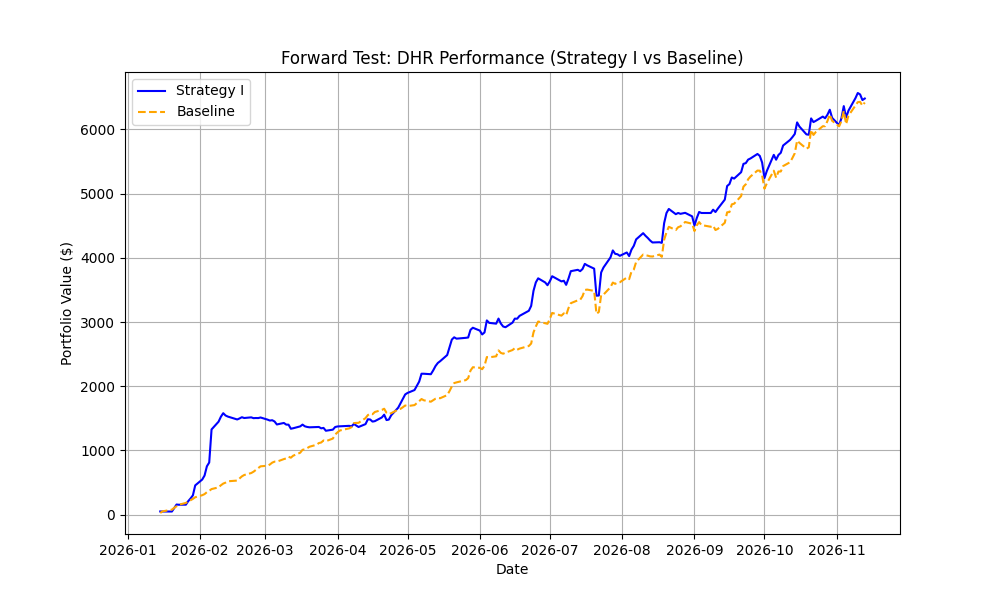 Forward Test: DHR Performance (Strategy I vs Baseline)
Strategy I
Baseline
Portfolio Value ($)
6000
5000
4000
3000
2000
1000
0
2026-01 2026-02 2026-03 2026-04 2026-05 2026-06 2026-07 2026-08 2026-09 2026-10 2026-11
Date